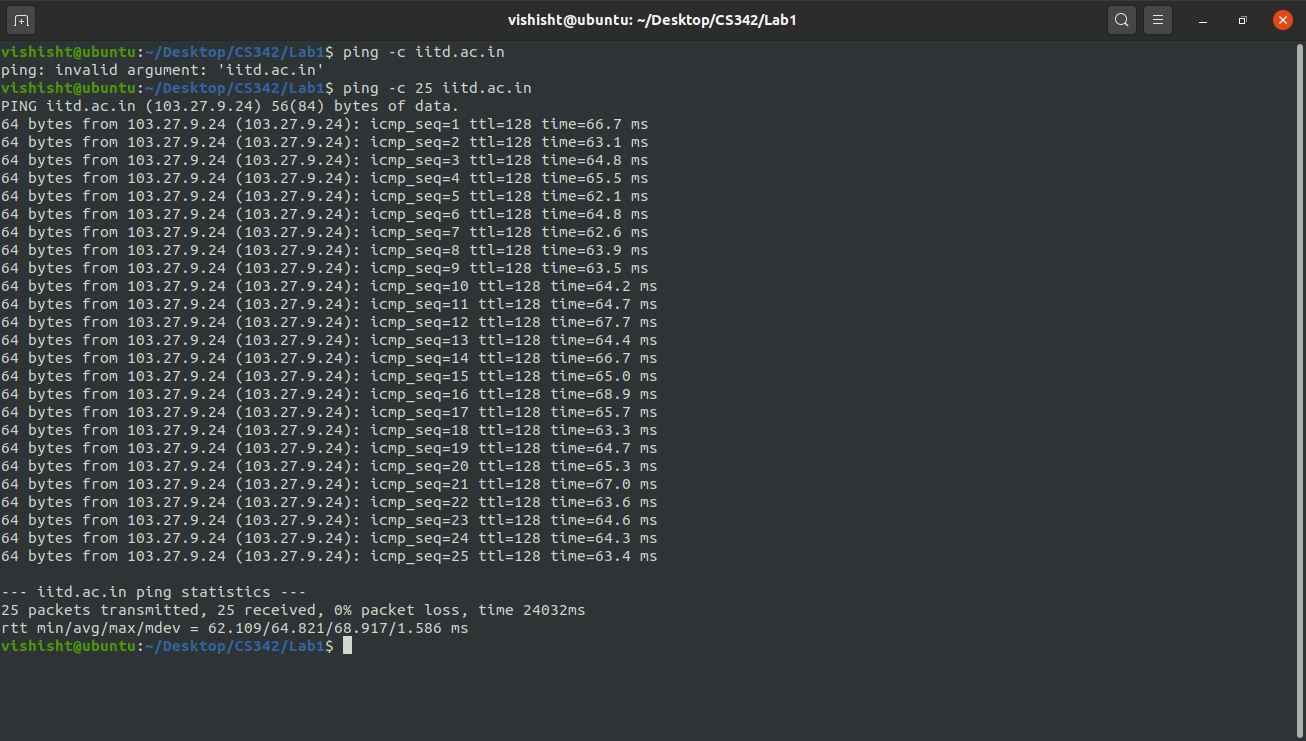 vishisht@ubuntu: ~/Desktop/CS342/Lab1
vishisht@ubuntu:~/Desktop/CS342/Lab1$ ping -c iitd.ac.in
ping: invalid argument: 'iitd.ac.in'
vishisht@ubuntu:~/Desktop/CS342/Lab1$ ping -c 25 iitd.ac.in
PING iitd.ac.in (103.27.9.24) 56(84) bytes of data.
64 bytes from 103.27.9.24 (103.27.9.24): icmp_seq=1 ttl=128 time=66.7 ms
64 bytes from 103.27.9.24 (103.27.9.24): icmp_seq=2 ttl=128 time=63.1 ms
64 bytes from 103.27.9.24 (103.27.9.24): icmp_seq=3 ttl=128 time=64.8 ms
64 bytes from 103.27.9.24 (103.27.9.24): icmp_seq=4 ttl=128 time=65.5 ms
64 bytes from 103.27.9.24 (103.27.9.24): icmp_seq=5 ttl=128 time=62.1 ms
64 bytes from 103.27.9.24 (103.27.9.24): icmp_seq=6 ttl=128 time=64.8 ms
64 bytes from 103.27.9.24 (103.27.9.24): icmp_seq=7 ttl=128 time=62.6 ms
64 bytes from 103.27.9.24 (103.27.9.24): icmp_seq=8 ttl=128 time=63.9 ms
64 bytes from 103.27.9.24 (103.27.9.24): icmp_seq=9 ttl=128 time=63.5 ms
64 bytes from 103.27.9.24 (103.27.9.24): icmp_seq=10 ttl=128 time=64.2 ms
64 bytes from 103.27.9.24 (103.27.9.24): icmp_seq=11 ttl=128 time=64.7 ms
64 bytes from 103.27.9.24 (103.27.9.24): icmp_seq=12 ttl=128 time=67.7 ms
64 bytes from 103.27.9.24 (103.27.9.24): icmp_seq=13 ttl=128 time=64.4 ms
64 bytes from 103.27.9.24 (103.27.9.24): icmp_seq=14 ttl=128 time=66.7 ms
64 bytes from 103.27.9.24 (103.27.9.24): icmp_seq=15 ttl=128 time=65.0 ms
64 bytes from 103.27.9.24 (103.27.9.24): icmp_seq=16 ttl=128 time=68.9 ms
64 bytes from 103.27.9.24 (103.27.9.24): icmp_seq=17 ttl=128 time=65.7 ms
64 bytes from 103.27.9.24 (103.27.9.24): icmp_seq=18 ttl=128 time=63.3 ms
64 bytes from 103.27.9.24 (103.27.9.24): icmp_seq=19 ttl=128 time=64.7 ms
64 bytes from 103.27.9.24 (103.27.9.24): icmp_seq=20 ttl=128 time=65.3 ms
64 bytes from 103.27.9.24 (103.27.9.24): icmp_seq=21 ttl=128 time=67.0 ms
64 bytes from 103.27.9.24 (103.27.9.24): icmp_seq=22 ttl=128 time=63.6 ms
64 bytes from 103.27.9.24 (103.27.9.24): icmp_seq=23 ttl=128 time=64.6 ms
64 bytes from 103.27.9.24 (103.27.9.24): icmp_seq=24 ttl=128 time=64.3 ms
64 bytes from 103.27.9.24 (103.27.9.24): icmp_seq=25 ttl=128 time=63.4 ms
--- iitd.ac.in ping statistics ---
25 packets transmitted, 25 received, 0% packet loss, time 24032ms
rtt min/avg/max/mdev = 62.109/64.821/68.917/1.586 ms
vishisht@ubuntu:~/Desktop/CS342/Lab1$